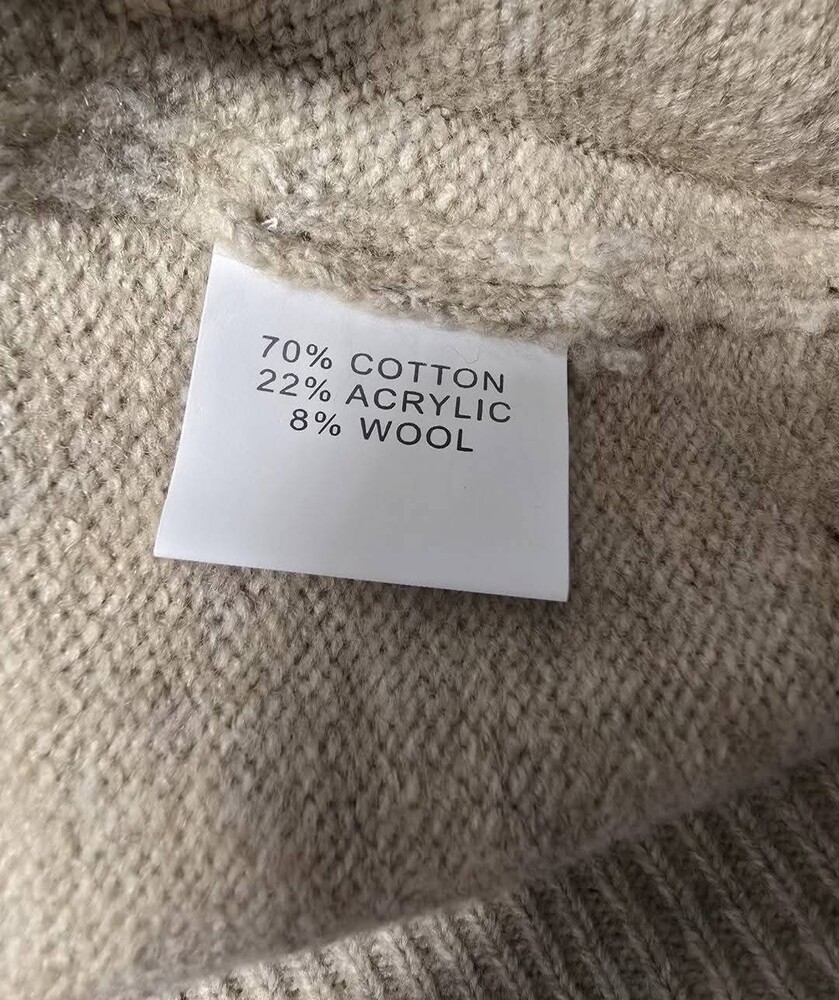 70% COTTON
22% ACRYLIC
8% WOOL